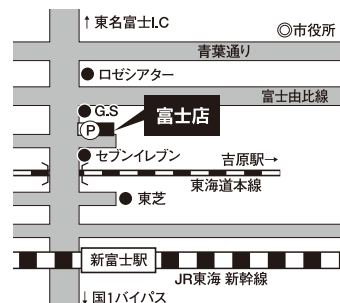 ↑東名富士I.C
◎市役所
青葉通り
ロゼシアター
富士由比線
G.S
P
富士店
セブンイレブン
吉原駅→
東海道本線
東芝
新富士駅
JR東海 新幹線
↓国1バイパス